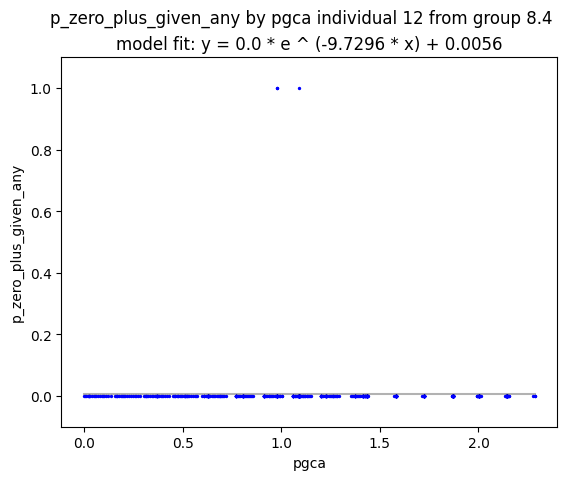 p_zero_plus_given_any by pgca individual 12 from group 8.4
model fit: y = 0.0 * e ^ (-9.7296 * x) + 0.0056
1.0
0.8
0.6
0.4
0.2
0.0
p_zero_plus_given_any
0.0 0.5 1.0 1.5 2.0
pgca